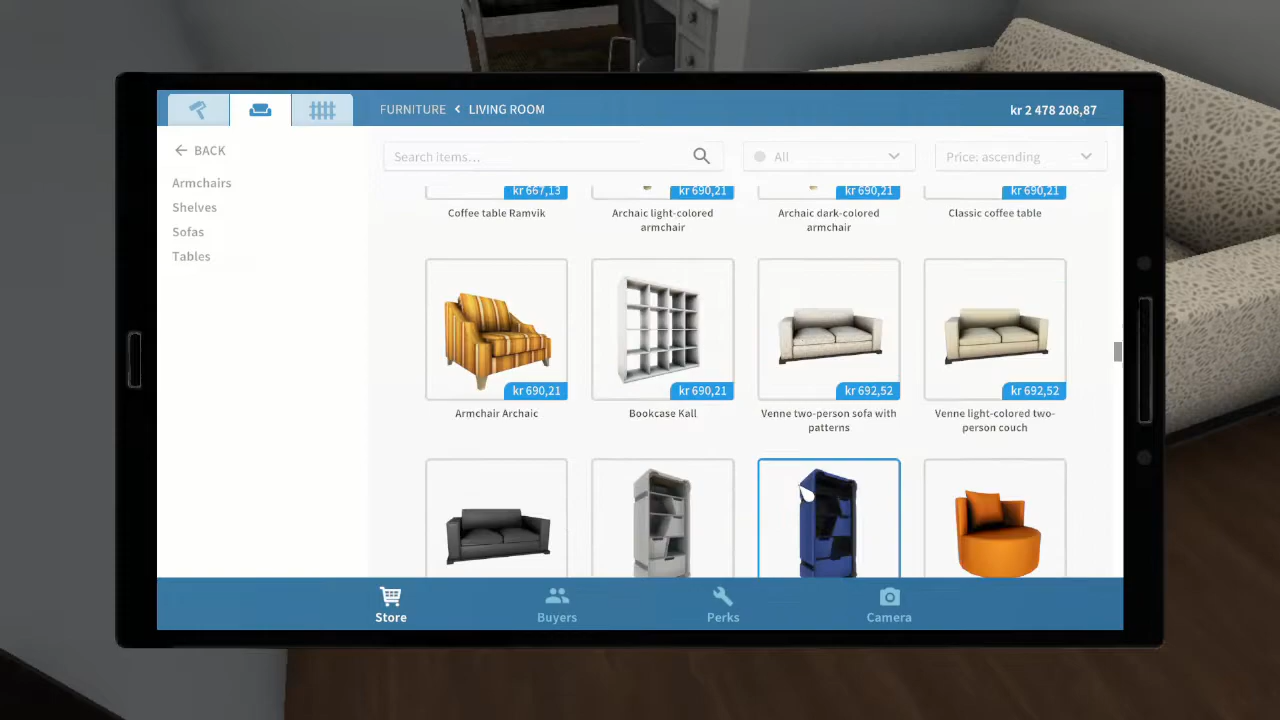 FURNITURE < LIVING ROOM
kr 2 478 208,87
BACK
Search items...
All
Price: ascending
Armchairs
Shelves
Sofas
Tables
kr 667,13
kr 690,21
kr 690,21
kr 690,21
Coffee table Ramvik
Archaic light-colored
armchair
Archaic dark-colored
armchair
Classic coffee table
kr 690,21
kr 690,21
kr 692,52
kr 692,52
Armchair Archaic
Bookcase Kall
Venne two-person sofa with
patterns
Venne light-colored two-
person couch
Store
Buyers
Perks
Camera